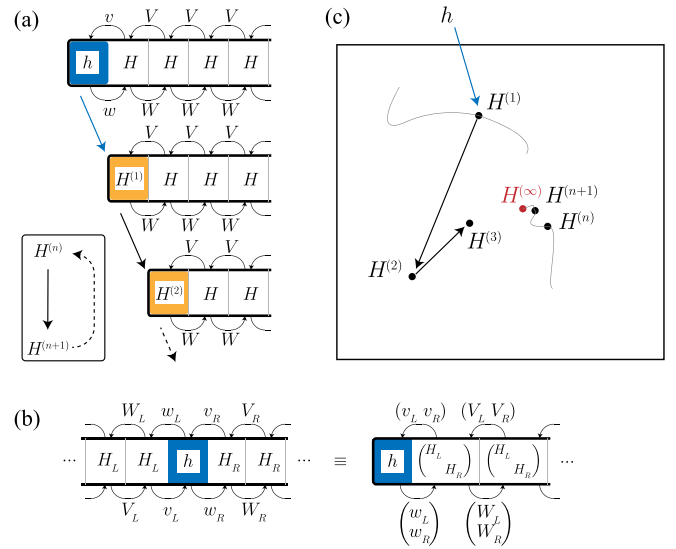 (a)
v V V V
h H H H H
w W W W
V V V
H^{(1)} H H H
W W W
V V
H^{(2)} H H
W W
H^{(n)}
H^{(n+1)}
(c)
h
H^{(1)}
H^{(∞)} H^{(n+1)}
H^{(n)}
H^{(3)}
H^{(2)}
(b)
W_L w_L v_R V_R
... H_L H_L h H_R H_R ...
V_L v_L w_R W_R
≡
(v_L v_R) (V_L V_R)
h (H_L H_R) (H_L H_R) ...
(w_L w_R) (W_L W_R)